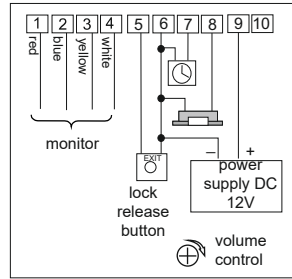 1 2 3 4 5 6 7 8 9 10
red
blue
yellow
white
monitor
EXIT
lock
release
button
– +
power
supply DC
12V
volume
control